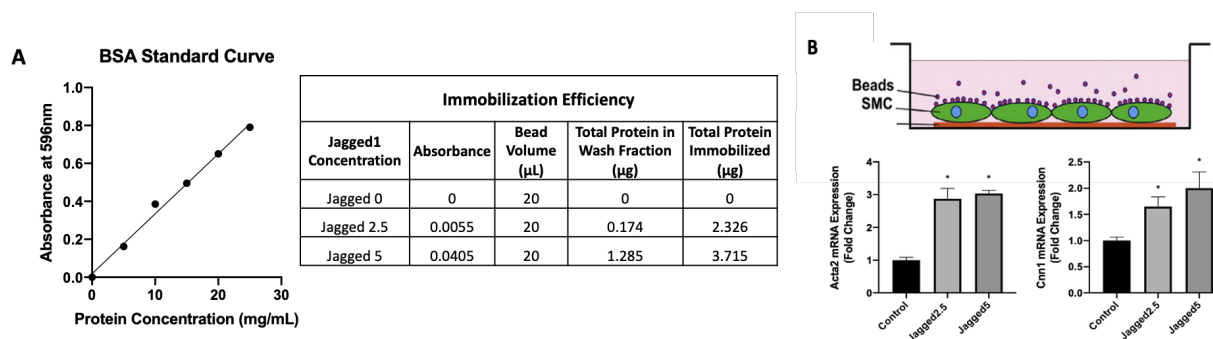 A
BSA Standard Curve
Absorbance at 596nm
1.0
0.8
0.6
0.4
0.2
0.0
0
10
20
30
Protein Concentration (mg/mL)
Immobilization Efficiency
Jagged1 Concentration
Absorbance
Bead Volume (µL)
Total Protein in Wash Fraction (µg)
Total Protein Immobilized (µg)
Jagged 0 0 20 0 0
Jagged 2.5 0.0055 20 0.174 2.326
Jagged 5 0.0405 20 1.285 3.715
B
Beads
SMC
Acta2 mRNA Expression
(Fold Change)
4
3
2
1
0
*
*
Control
Jagged2.5
Jagged5
Cnn1 mRNA Expression
(Fold Change)
2.5
2.0
1.5
1.0
0.5
0.0
*
*
Control
Jagged2.5
Jagged5